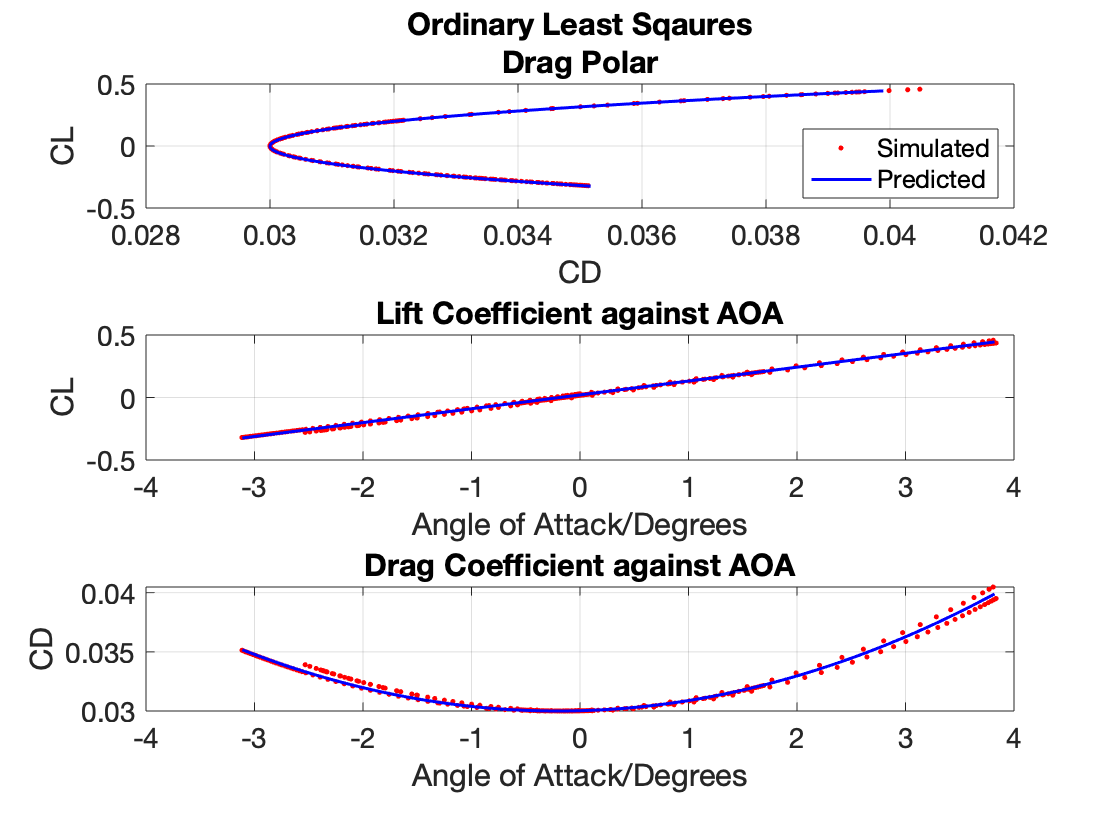 Ordinary Least Sqaures
Drag Polar
0.5
0
-0.5
CL
Simulated
Predicted
0.028 0.03 0.032 0.034 0.036 0.038 0.04 0.042
CD
Lift Coefficient against AOA
0.5
0
-0.5
CL
-4 -3 -2 -1 0 1 2 3 4
Angle of Attack/Degrees
Drag Coefficient against AOA
0.04
0.035
0.03
CD
-4 -3 -2 -1 0 1 2 3 4
Angle of Attack/Degrees